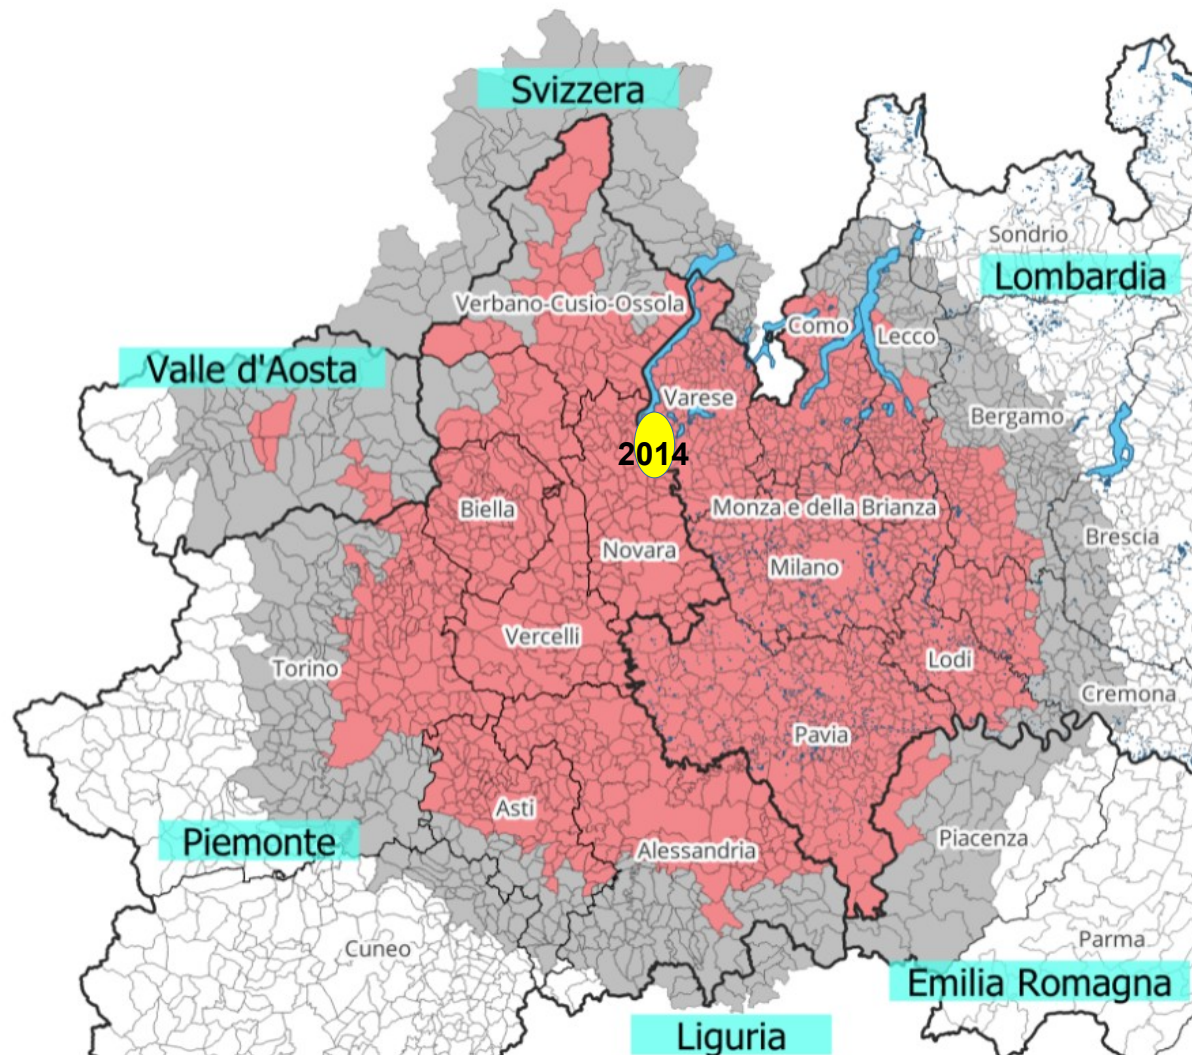 Svizzera
Sondrio
Lombardia
Verbano-Cusio-Ossola
Como
Lecco
Valle d'Aosta
Varese
Bergamo
2014
Biella
Monza e della Brianza
Brescia
Novara
Milano
Vercelli
Torino
Lodi
Cremona
Pavia
Asti
Piemonte
Alessandria
Piacenza
Cuneo
Parma
Emilia Romagna
Liguria